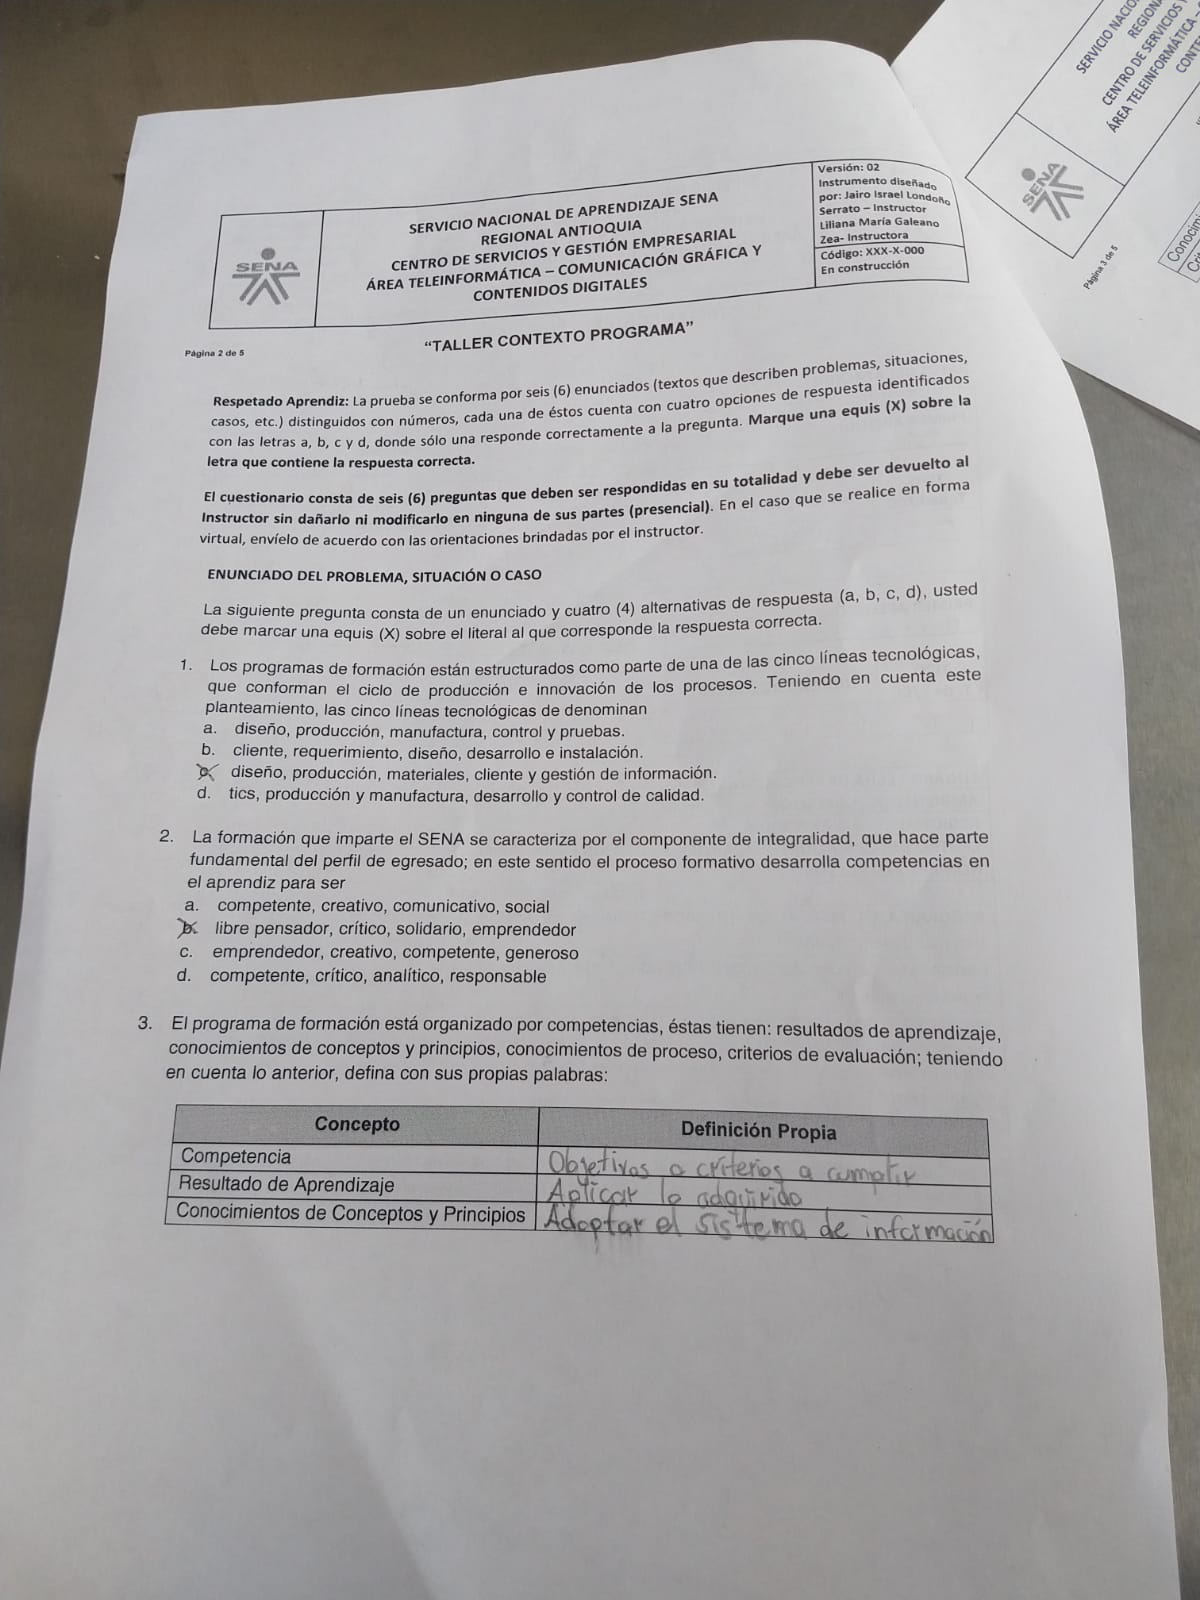 SENA
SERVICIO NACIONAL DE APRENDIZAJE SENA
REGIONAL ANTIOQUIA
CENTRO DE SERVICIOS Y GESTIÓN EMPRESARIAL
ÁREA TELEINFORMÁTICA – COMUNICACIÓN GRÁFICA Y
CONTENIDOS DIGITALES
Versión: 02
Instrumento diseñado
por: Jairo Israel Londoño
Serrato – Instructor
Liliana María Galeano
Zea- Instructora
Código: XXX-X-000
En construcción
Página 2 de 5
“TALLER CONTEXTO PROGRAMA”
Respetado Aprendiz: La prueba se conforma por seis (6) enunciados (textos que describen problemas, situaciones,
casos, etc.) distinguidos con números, cada una de éstos cuenta con cuatro opciones de respuesta identificados
con las letras a, b, c y d, donde sólo una responde correctamente a la pregunta. Marque una equis (X) sobre la
letra que contiene la respuesta correcta.
El cuestionario consta de seis (6) preguntas que deben ser respondidas en su totalidad y debe ser devuelto al
Instructor sin dañarlo ni modificarlo en ninguna de sus partes (presencial). En el caso que se realice en forma
virtual, envíelo de acuerdo con las orientaciones brindadas por el instructor.
ENUNCIADO DEL PROBLEMA, SITUACIÓN O CASO
La siguiente pregunta consta de un enunciado y cuatro (4) alternativas de respuesta (a, b, c, d), usted
debe marcar una equis (X) sobre el literal al que corresponde la respuesta correcta.
1. Los programas de formación están estructurados como parte de una de las cinco líneas tecnológicas,
que conforman el ciclo de producción e innovación de los procesos. Teniendo en cuenta este
planteamiento, las cinco líneas tecnológicas de denominan
a. diseño, producción, manufactura, control y pruebas.
b. cliente, requerimiento, diseño, desarrollo e instalación.
c. diseño, producción, materiales, cliente y gestión de información.
d. tics, producción y manufactura, desarrollo y control de calidad.
2. La formación que imparte el SENA se caracteriza por el componente de integralidad, que hace parte
fundamental del perfil de egresado; en este sentido el proceso formativo desarrolla competencias en
el aprendiz para ser
a. competente, creativo, comunicativo, social
b. libre pensador, crítico, solidario, emprendedor
c. emprendedor, creativo, competente, generoso
d. competente, crítico, analítico, responsable
3. El programa de formación está organizado por competencias, éstas tienen: resultados de aprendizaje,
conocimientos de conceptos y principios, conocimientos de proceso, criterios de evaluación; teniendo
en cuenta lo anterior, defina con sus propias palabras:
Concepto Definición Propia
Competencia Objetivos o criterios a cumplir
Resultado de Aprendizaje Aplicar lo adquirido
Conocimientos de Conceptos y Principios Adoptar el sistema de información
SENA
SERVICIO NACIO
REGIONA
CENTRO DE SERVICIOS
ÁREA TELEINFORMÁTICA –
CONTE
Página 3 de 5
Conocim